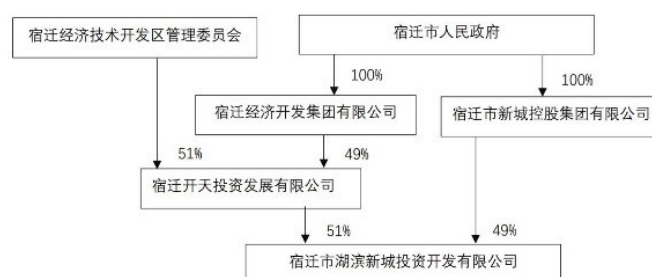 宿迁经济技术开发区管理委员会
宿迁市人民政府
100%
100%
宿迁经济开发集团有限公司
宿迁市新城控股集团有限公司
51%
49%
宿迁开天投资发展有限公司
51%
49%
宿迁市湖滨新城投资开发有限公司